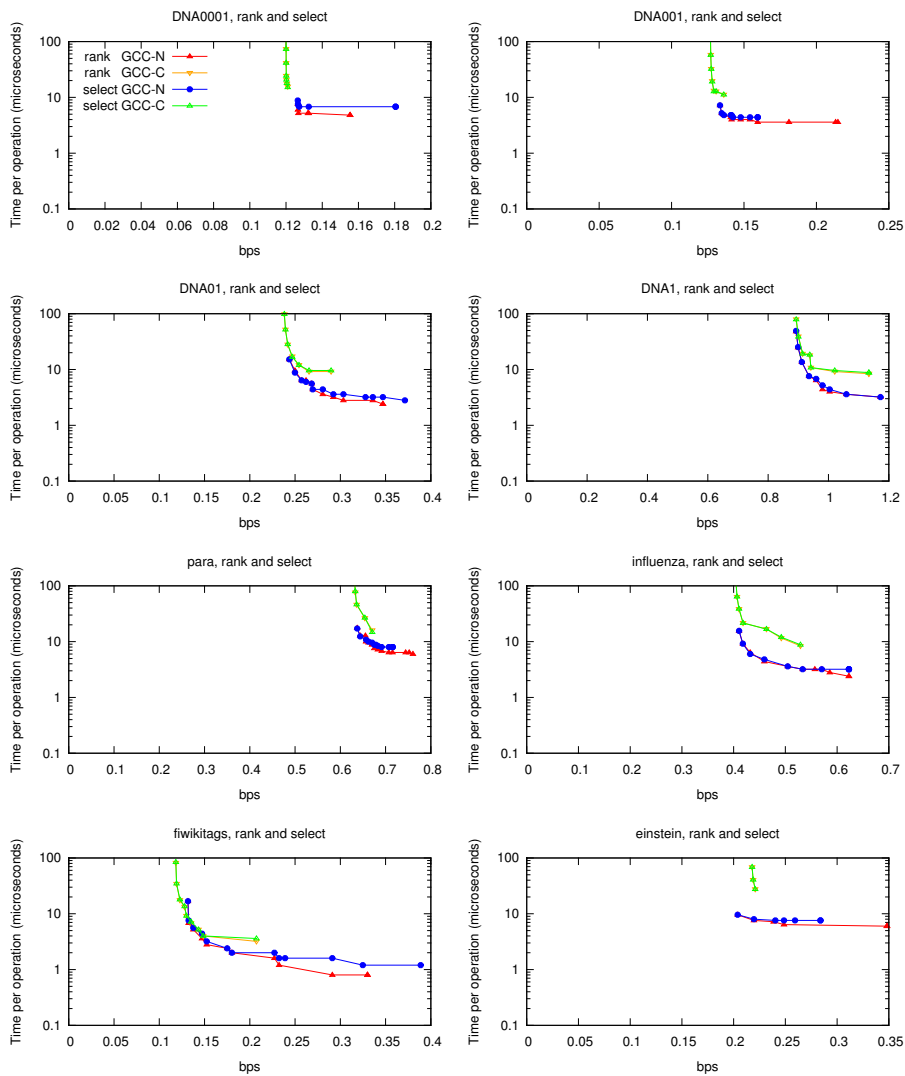 DNA0001, rank and select
Time per operation (microseconds)
100
10
1
0.1
rank GCC-N
rank GCC-C
select GCC-N
select GCC-C
0 0.02 0.04 0.06 0.08 0.1 0.12 0.14 0.16 0.18 0.2
bps
DNA001, rank and select
Time per operation (microseconds)
100
10
1
0.1
0 0.05 0.1 0.15 0.2 0.25
bps
DNA01, rank and select
Time per operation (microseconds)
100
10
1
0.1
0 0.05 0.1 0.15 0.2 0.25 0.3 0.35 0.4
bps
DNA1, rank and select
Time per operation (microseconds)
100
10
1
0.1
0 0.2 0.4 0.6 0.8 1 1.2
bps
para, rank and select
Time per operation (microseconds)
100
10
1
0.1
0 0.1 0.2 0.3 0.4 0.5 0.6 0.7 0.8
bps
influenza, rank and select
Time per operation (microseconds)
100
10
1
0.1
0 0.1 0.2 0.3 0.4 0.5 0.6 0.7
bps
fiwikitags, rank and select
Time per operation (microseconds)
100
10
1
0.1
0 0.05 0.1 0.15 0.2 0.25 0.3 0.35 0.4
bps
einstein, rank and select
Time per operation (microseconds)
100
10
1
0.1
0 0.05 0.1 0.15 0.2 0.25 0.3 0.35
bps